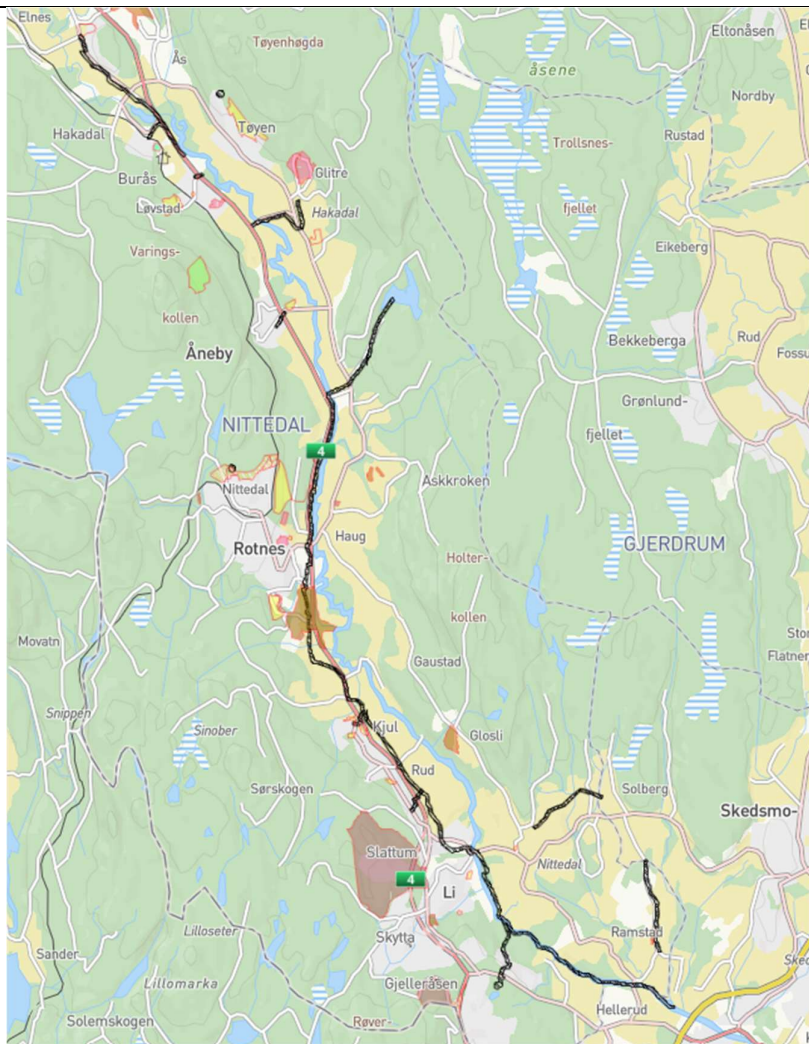 Elnes
Tøyenhøgda
Eltonåsen
Ås
åsene
Nordby
Hakadal
Tøyen
Trollsnes-
Rustad
Burås
Glitre
Løvstad
Hakadal
fjellet
Varings-
Eikeberg
kollen
Åneby
Bekkeberga
Rud
Fossu
NITTEDAL
Grønlund-
4
fjellet
Nittedal
Askkroken
Rotnes
Haug
GJERDRUM
Holter-
kollen
Movatn
Gaustad
Flatner
Snippen
Sinober
Kjul
Glosli
Sørskogen
Rud
Solberg
Skedsmo-
Slattum
Nittedal
4
Li
Lilloseter
Skytta
Ramstad
Sander
Lillomarka
Gjelleråsen
Solemskogen
Røver-
Hellerud